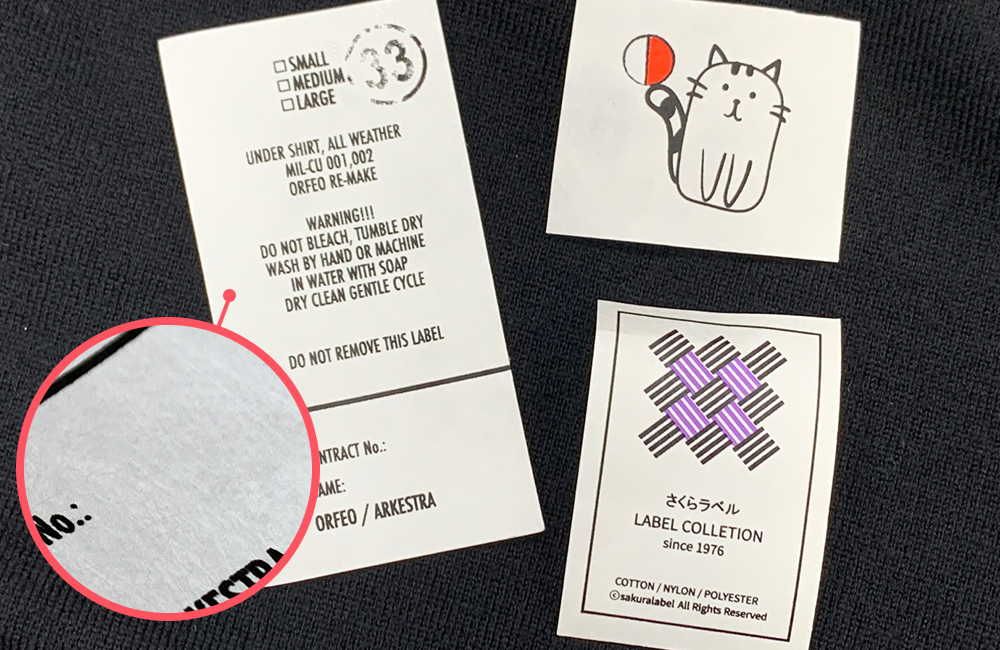 SMALL
MEDIUM
LARGE
33
UNDER SHIRT, ALL WEATHER
MIL-CU 001,002
ORFEO RE-MAKE
WARNING!!!
DO NOT BLEACH, TUMBLE DRY
WASH BY HAND OR MACHINE
IN WATER WITH SOAP
DRY CLEAN GENTLE CYCLE
DO NOT REMOVE THIS LABEL
NTRACT No.:
AME:
ORFEO / ARKESTRA
No.:
KESTRA
さくらラベル
LABEL COLLETION
since 1976
COTTON / NYLON / POLYESTER
©sakuralabel All Rights Reserved